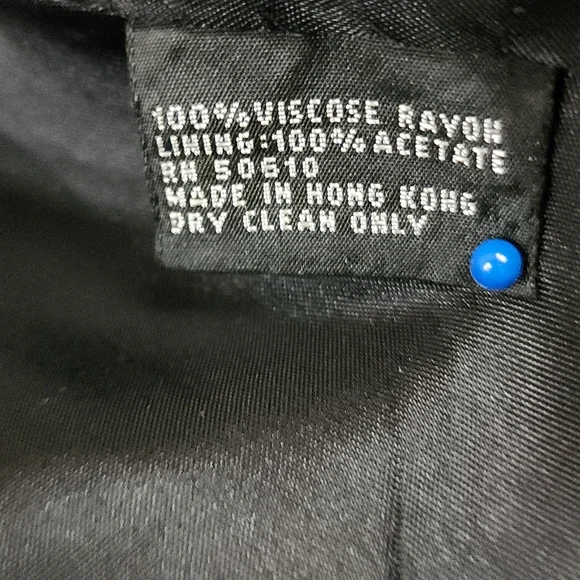 100% VISCOSE RAYON
LINING:100% ACETATE
RN 50610
MADE IN HONG KONG
DRY CLEAN ONLY